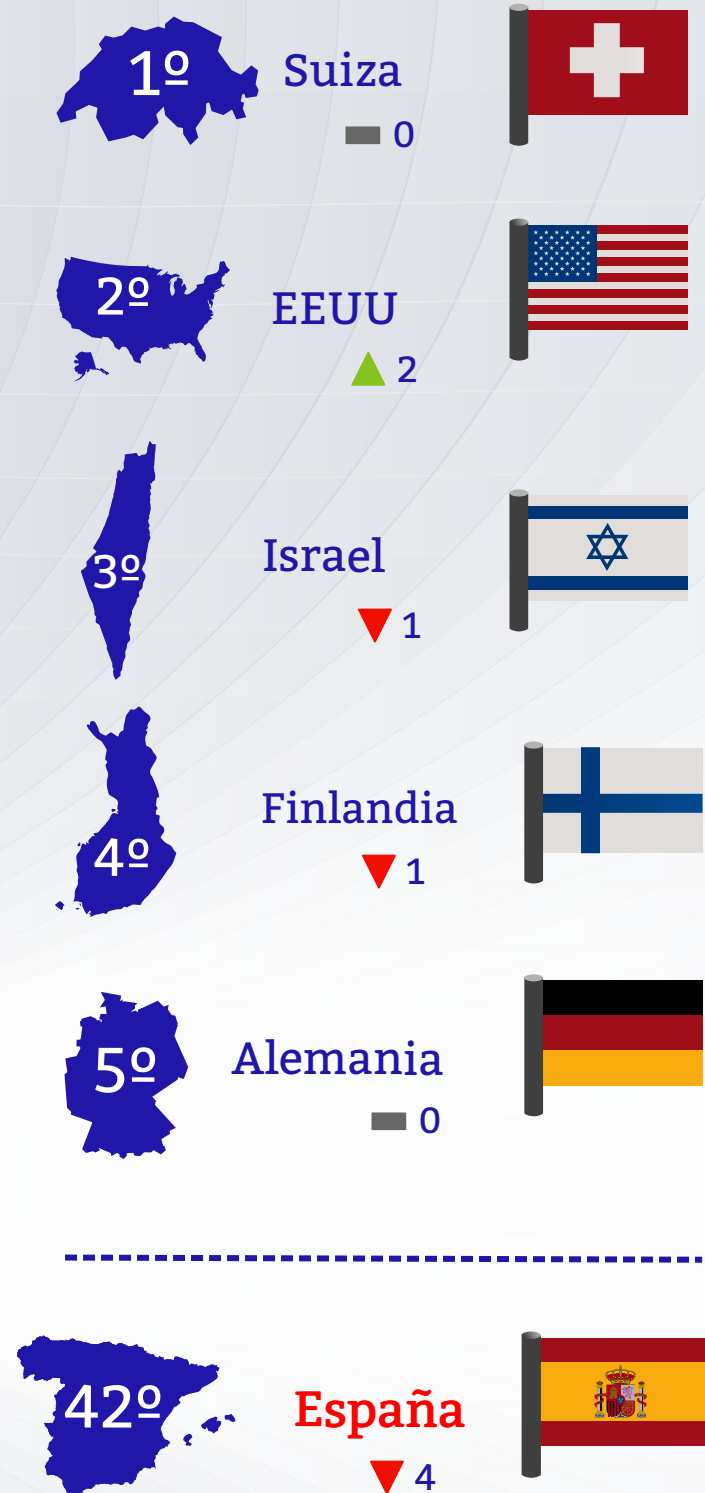 1º
Suiza
0
2º
EEUU
2
3º
Israel
1
4º
Finlandia
1
5º
Alemania
0
42º
España
4